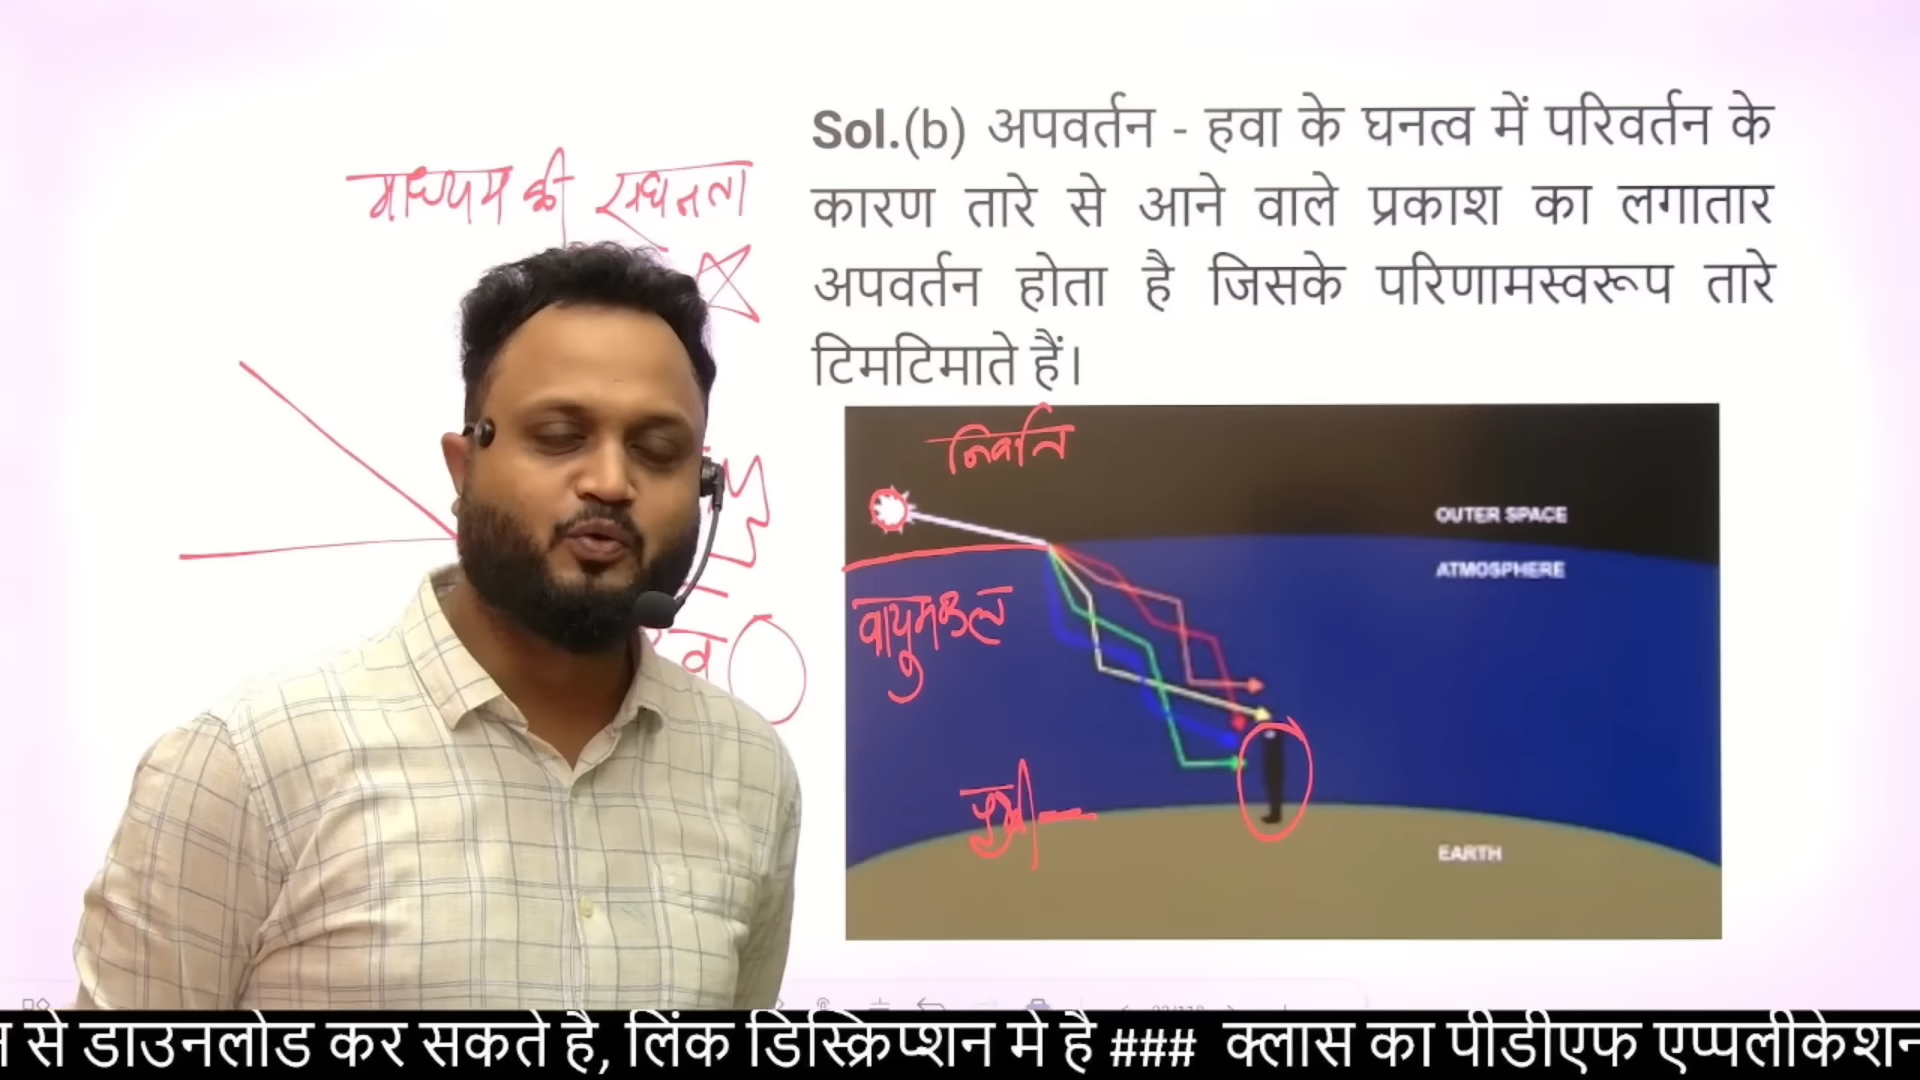 Sol.(b) अपवर्तन - हवा के घनत्व में परिवर्तन के
कारण तारे से आने वाले प्रकाश का लगातार
अपवर्तन होता है जिसके परिणामस्वरूप तारे
टिमटिमाते हैं।
माध्यम की सघनता
निर्वात
OUTER SPACE
ATMOSPHERE
वायुमंडल
पृथ्वी
EARTH
से डाउनलोड कर सकते है, लिंक डिस्क्रिप्शन मे है ### क्लास का पीडीएफ एप्पलीकेशन